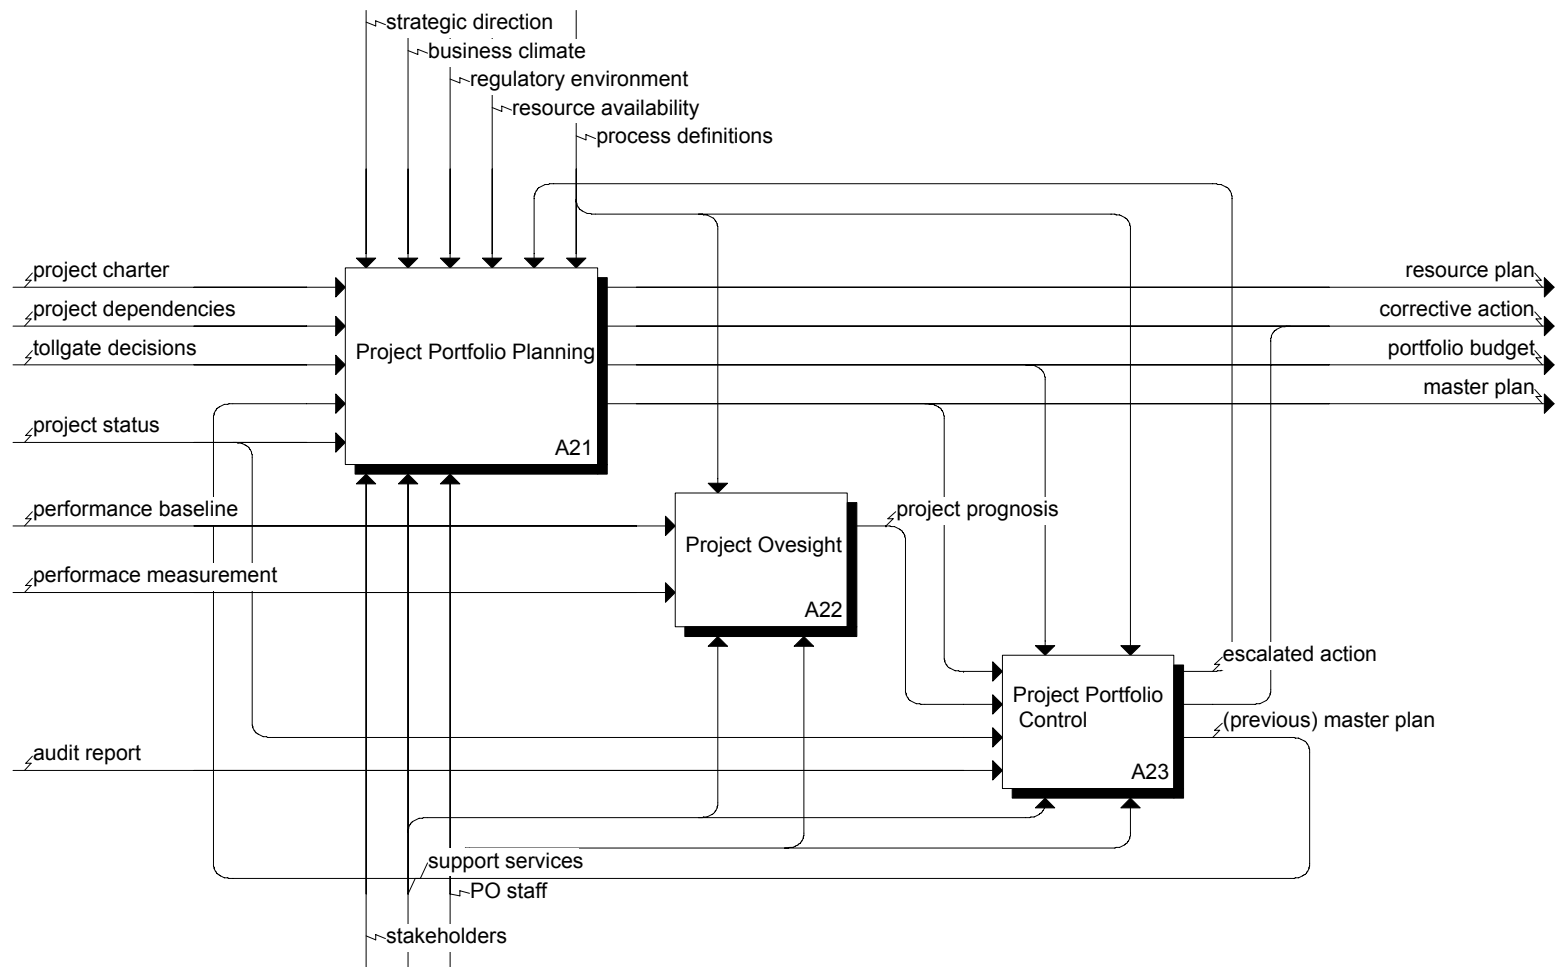 strategic direction
business climate
regulatory environment
resource availability
process definitions
project charter
resource plan
project dependencies
corrective action
tollgate decisions
portfolio budget
Project Portfolio Planning
master plan
project status
A21
performance baseline
project prognosis
Project Ovesight
performace measurement
A22
escalated action
Project Portfolio
Control
(previous) master plan
audit report
A23
support services
PO staff
stakeholders